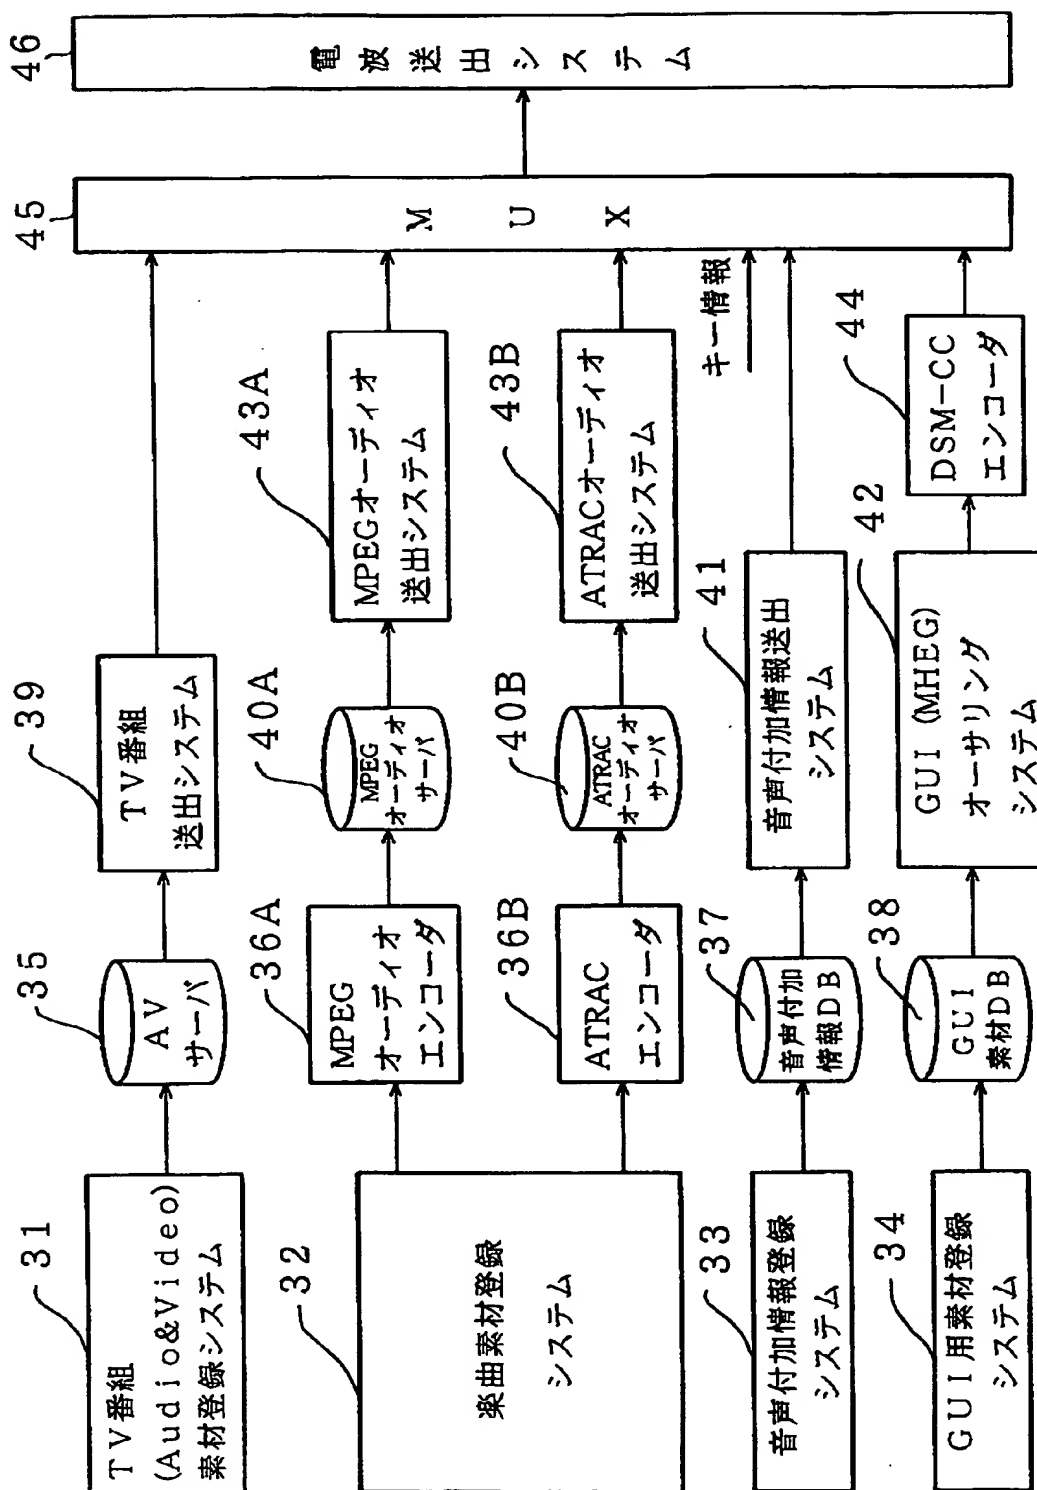 31
TV番組
(Audio&Video)
素材登録システム
35
AV
サーバ
39
TV番組
送出システム
32
楽曲素材登録
システム
36A
MPEG
オーディオ
エンコーダ
40A
MPEG
オーディオ
サーバ
43A
MPEGオーディオ
送出システム
36B
ATRAC
エンコーダ
40B
ATRAC
オーディオ
サーバ
43B
ATRACオーディオ
送出システム
キー情報
33
音声付加情報登録
システム
37
音声付加
情報DB
41
音声付加情報送出
システム
34
GUI用素材登録
システム
38
GUI
素材DB
42
GUI(MHEG)
オーサリング
システム
44
DSM-CC
エンコーダ
45
MUX
46
電波送出システム